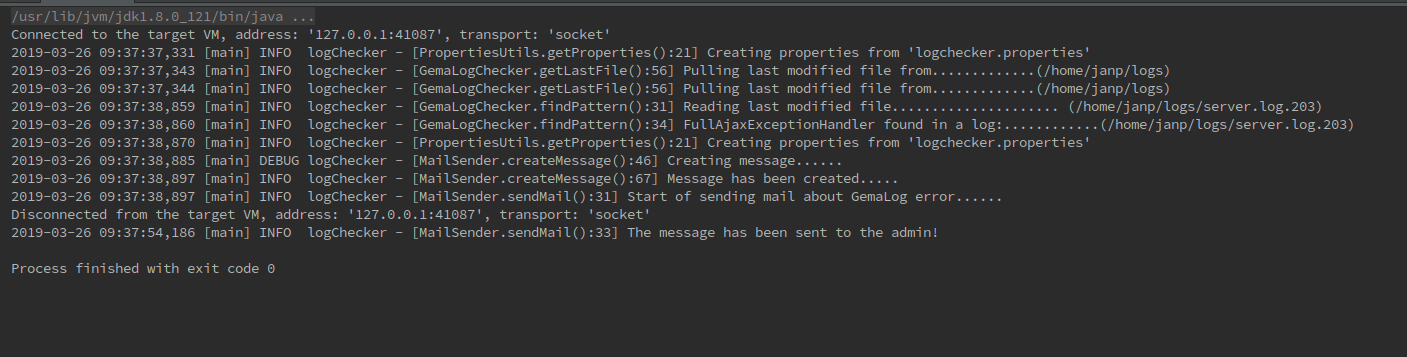 /usr/lib/jvm/jdk1.8.0_121/bin/java ...
Connected to the target VM, address: '127.0.0.1:41087', transport: 'socket'
2019-03-26 09:37:37,331 [main] INFO  logChecker - [PropertiesUtils.getProperties():21] Creating properties from 'logchecker.properties'
2019-03-26 09:37:37,343 [main] INFO  logchecker - [GemaLogChecker.getLastFile():56] Pulling last modified file from.............(/home/janp/logs)
2019-03-26 09:37:37,344 [main] INFO  logchecker - [GemaLogChecker.getLastFile():56] Pulling last modified file from.............(/home/janp/logs)
2019-03-26 09:37:38,859 [main] INFO  logchecker - [GemaLogChecker.findPattern():31] Reading last modified file..................... (/home/janp/logs/server.log.203)
2019-03-26 09:37:38,860 [main] INFO  logchecker - [GemaLogChecker.findPattern():34] FullAjaxExceptionHandler found in a log:............(/home/janp/logs/server.log.203)
2019-03-26 09:37:38,870 [main] INFO  logChecker - [PropertiesUtils.getProperties():21] Creating properties from 'logchecker.properties'
2019-03-26 09:37:38,885 [main] DEBUG logChecker - [MailSender.createMessage():46] Creating message......
2019-03-26 09:37:38,897 [main] INFO  logChecker - [MailSender.createMessage():67] Message has been created.....
2019-03-26 09:37:38,897 [main] INFO  logChecker - [MailSender.sendMail():31] Start of sending mail about GemaLog error......
Disconnected from the target VM, address: '127.0.0.1:41087', transport: 'socket'
2019-03-26 09:37:54,186 [main] INFO  logChecker - [MailSender.sendMail():33] The message has been sent to the admin!
Process finished with exit code 0